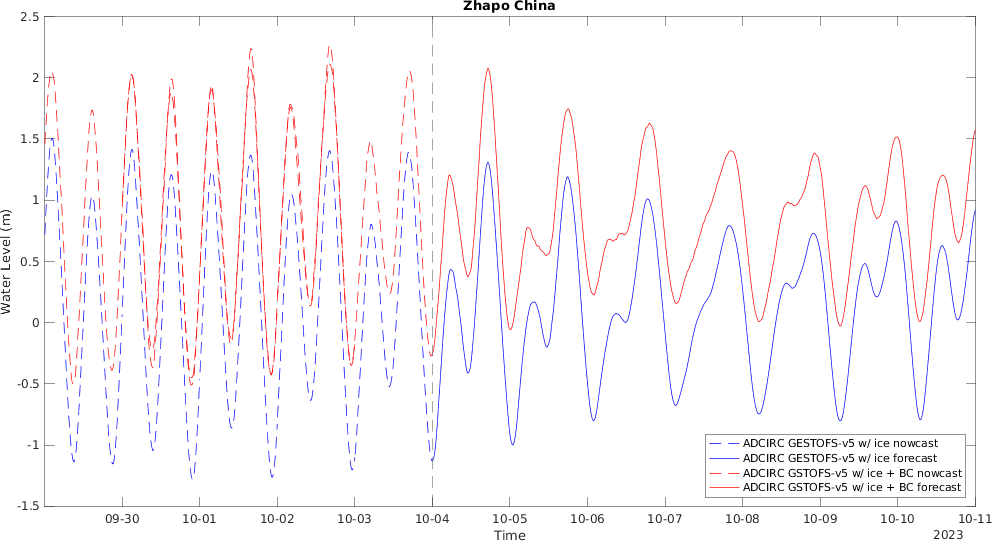 Zhapo China
2.5
2
1.5
1
0.5
0
-0.5
-1
-1.5
Water Level (m)
09-30 10-01 10-02 10-03 10-04 10-05 10-06 10-07 10-08 10-09 10-10 10-11
Time
2023
ADCIRC GESTOFS-v5 w/ ice nowcast
ADCIRC GESTOFS-v5 w/ ice forecast
ADCIRC GSTOFS-v5 w/ ice + BC nowcast
ADCIRC GSTOFS-v5 w/ ice + BC forecast